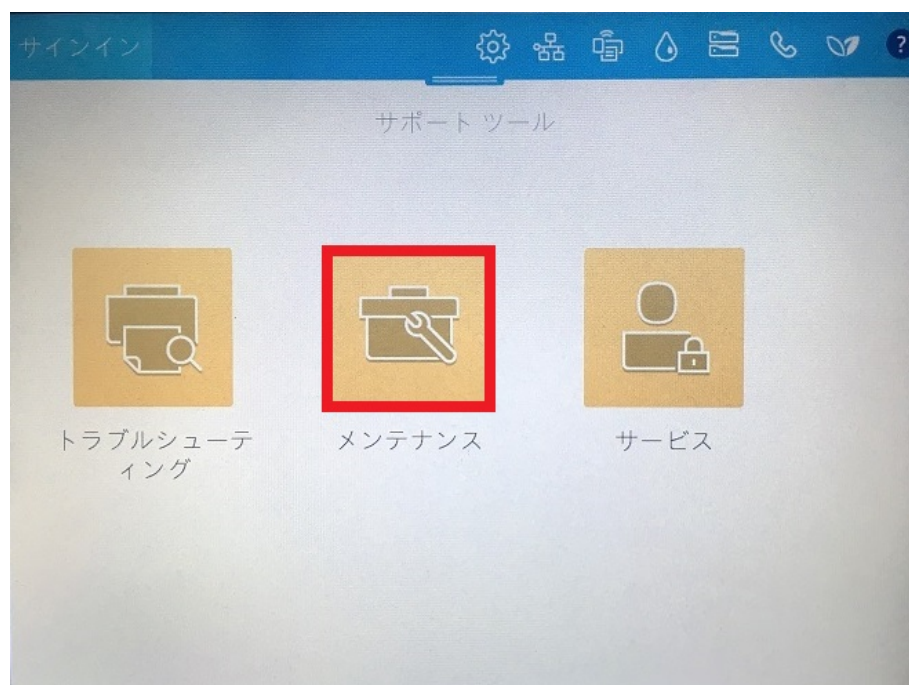 サインイン
?
サポート ツール
トラブルシューテ
ィング
メンテナンス
サービス